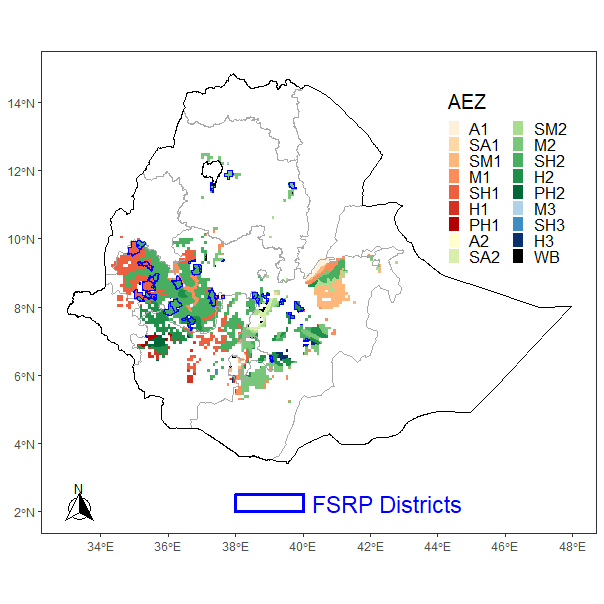 AEZ
A1 SM2
SA1 M2
SM1 SH2
M1 H2
SH1 PH2
H1 M3
PH1 SH3
A2 H3
SA2 WB
14°N
12°N
10°N
8°N
6°N
4°N
2°N
N
FSRP Districts
34°E 36°E 38°E 40°E 42°E 44°E 46°E 48°E